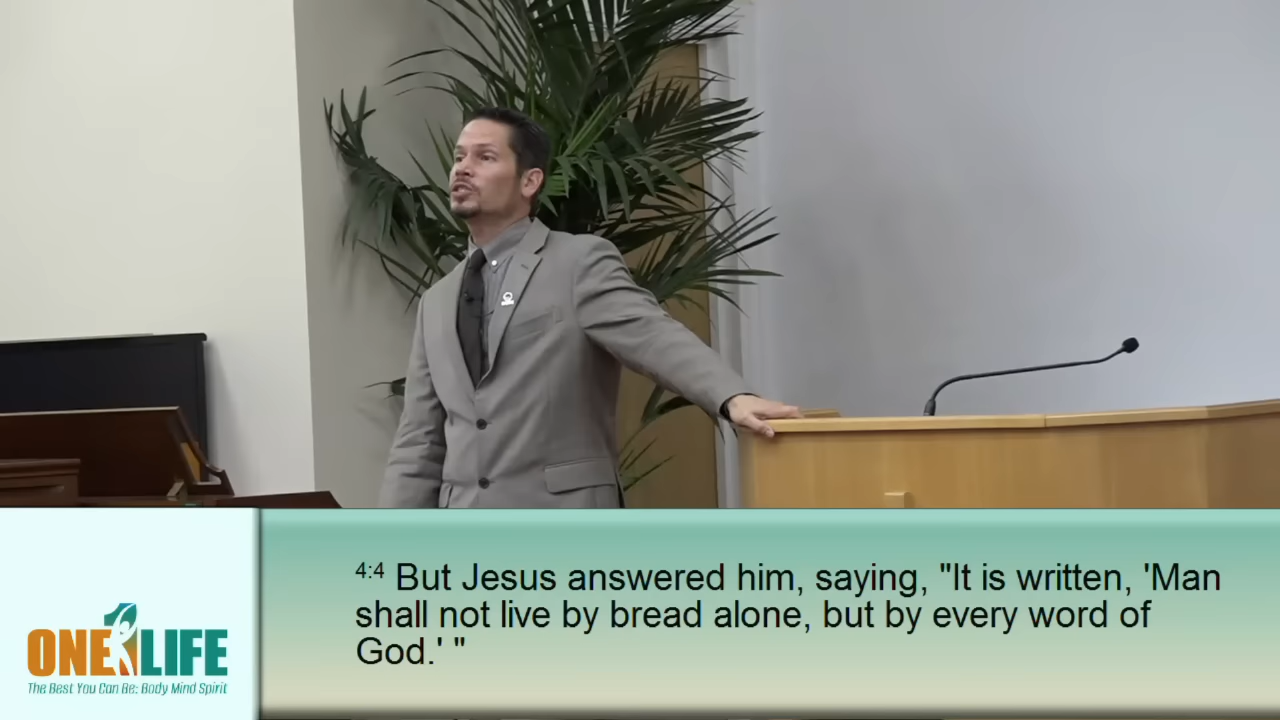 4:4 But Jesus answered him, saying, "It is written, 'Man
shall not live by bread alone, but by every word of
God.' "
ONE LIFE
The Best You Can Be: Body Mind Spirit